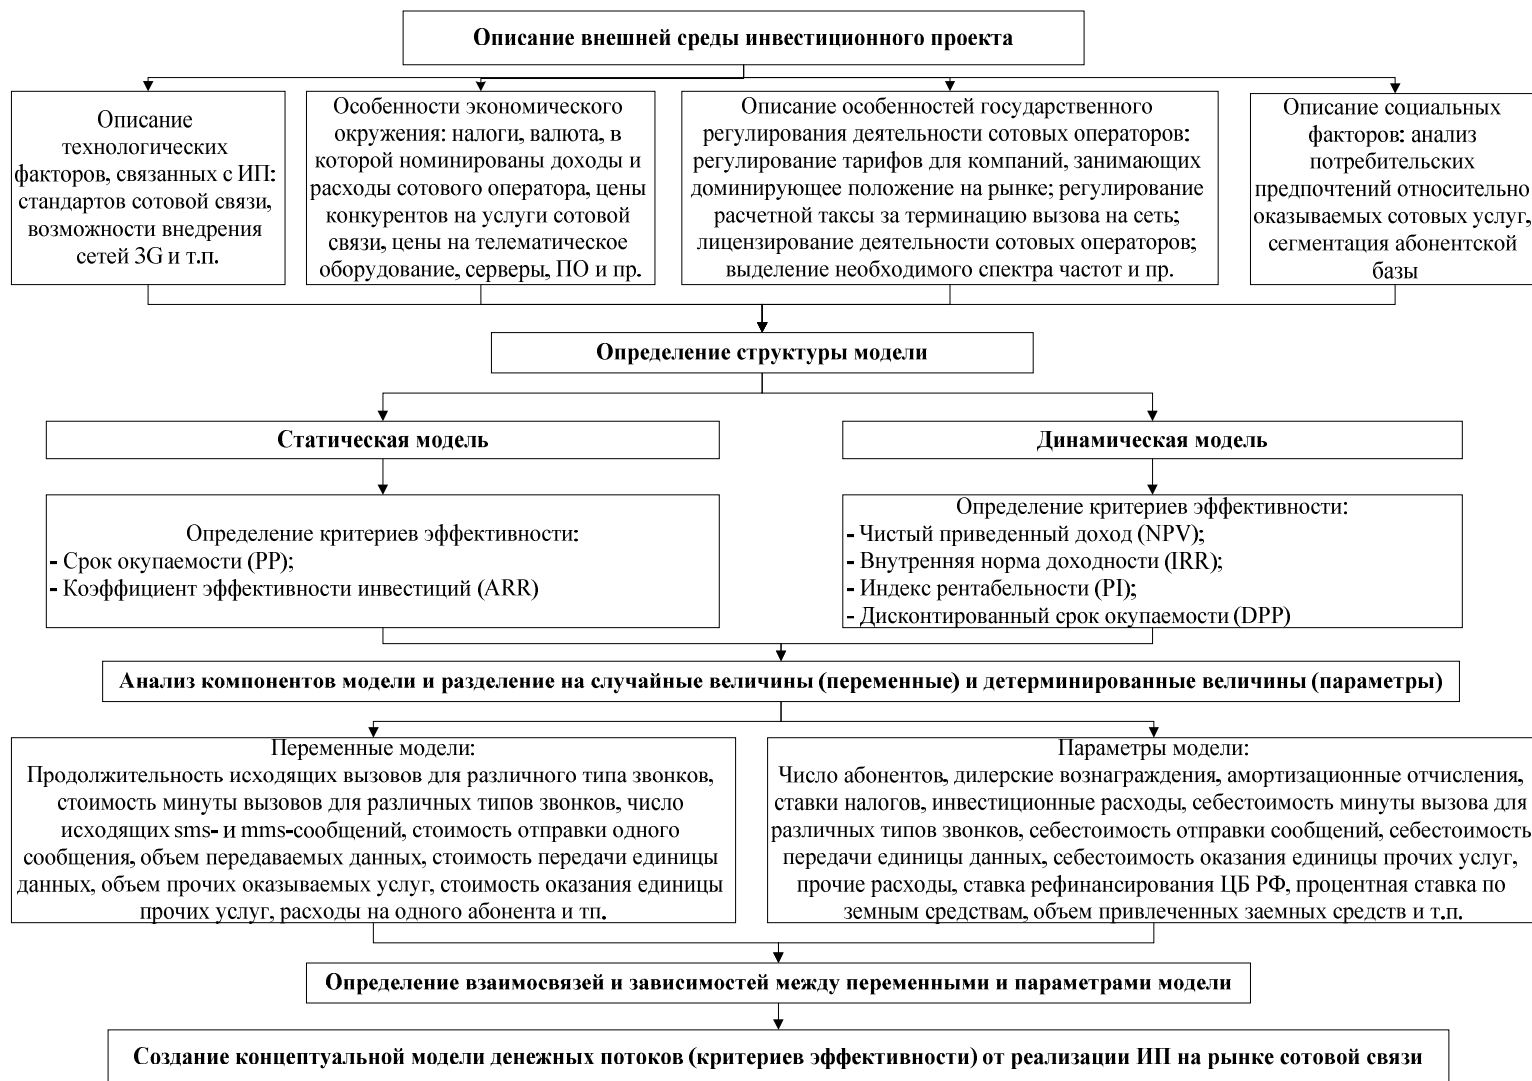 Описание внешней среды инвестиционного проекта
Описание
технологических
факторов, связанных с ИП:
стандартов сотовой связи,
возможности внедрения
сетей 3G и т.п.
Особенности экономического
окружения: налоги, валюта, в
которой номинированы доходы и
расходы сотового оператора, цены
конкурентов на услуги сотовой
связи, цены на телематическое
оборудование, серверы, ПО и пр.
Описание особенностей государственного
регулирования деятельности сотовых операторов:
регулирование тарифов для компаний, занимающих
доминирующее положение на рынке; регулирование
расчетной таксы за терминацию вызова на сеть;
лицензирование деятельности сотовых операторов;
выделение необходимого спектра частот и пр.
Описание социальных
факторов: анализ
потребительских
предпочтений относительно
оказываемых сотовых услуг,
сегментация абонентской
базы
Определение структуры модели
Статическая модель
Динамическая модель
Определение критериев эффективности:
- Срок окупаемости (PP);
- Коэффициент эффективности инвестиций (ARR)
Определение критериев эффективности:
- Чистый приведенный доход (NPV);
- Внутренняя норма доходности (IRR);
- Индекс рентабельности (PI);
- Дисконтированный срок окупаемости (DPP)
Анализ компонентов модели и разделение на случайные величины (переменные) и детерминированные величины (параметры)
Переменные модели:
Продолжительность исходящих вызовов для различного типа звонков,
стоимость минуты вызовов для различных типов звонков, число
исходящих sms- и mms-сообщений, стоимость отправки одного
сообщения, объем передаваемых данных, стоимость передачи единицы
данных, объем прочих оказываемых услуг, стоимость оказания единицы
прочих услуг, расходы на одного абонента и тп.
Параметры модели:
Число абонентов, дилерские вознаграждения, амортизационные отчисления,
ставки налогов, инвестиционные расходы, себестоимость минуты вызова для
различных типов звонков, себестоимость отправки сообщений, себестоимость
передачи единицы данных, себестоимость оказания единицы прочих услуг,
прочие расходы, ставка рефинансирования ЦБ РФ, процентная ставка по
земным средствам, объем привлеченных заемных средств и т.п.
Определение взаимосвязей и зависимостей между переменными и параметрами модели
Создание концептуальной модели денежных потоков (критериев эффективности) от реализации ИП на рынке сотовой связи